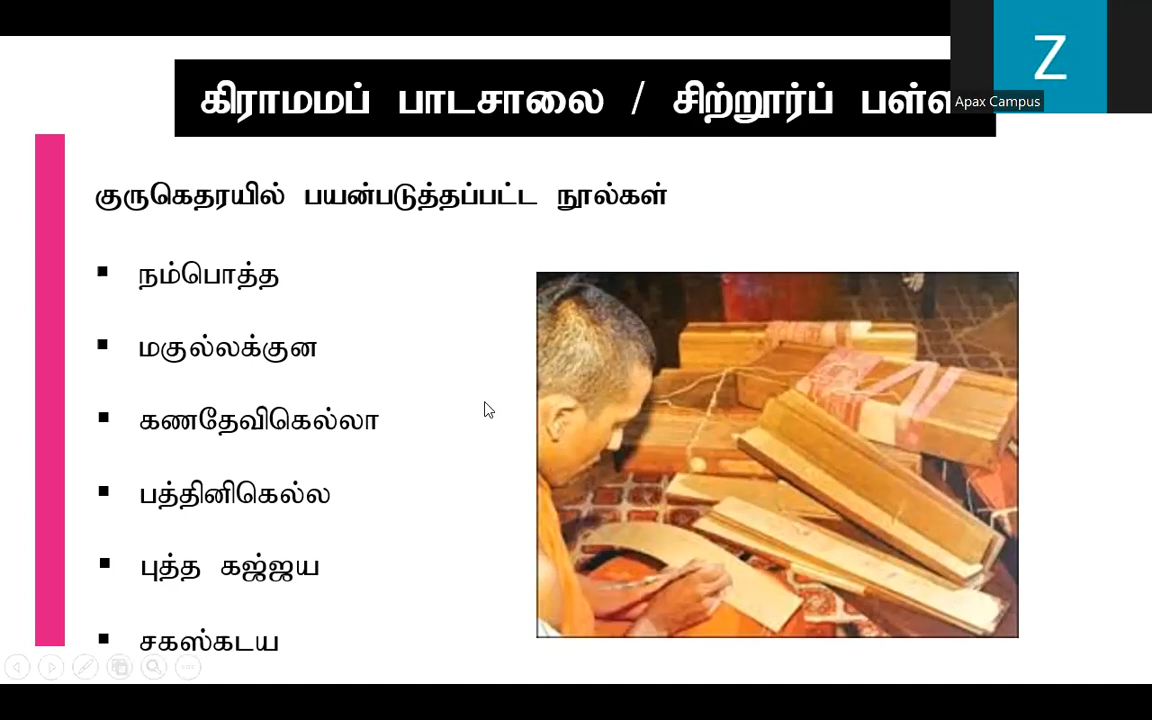 கிராமமப் பாடசாலை / சிற்றூர்ப்
Z
Apax Campus
குருகெதரயில் பயன்படுத்தப்பட்ட நூல்கள்
▪ நம்பொத்த
▪ மகுல்லக்குன
▪ கணதேவிகெல்லா
▪ பத்தினிகெல்ல
▪ புத்த கஜ்ஜய
▪ சகஸ்கடய